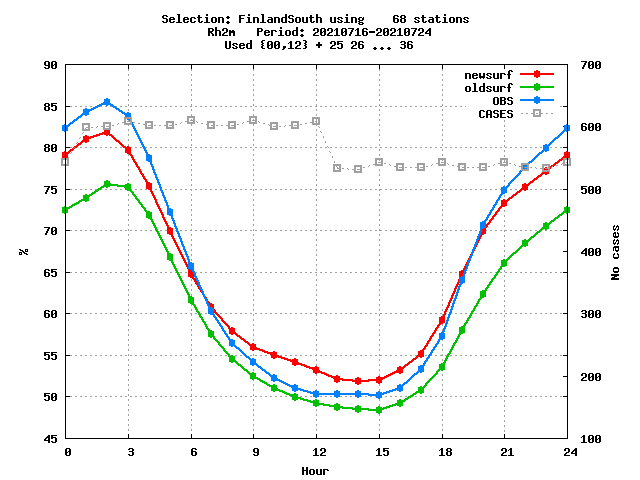 Selection: FinlandSouth using    68 stations
Rh2m   Period: 20210716-20210724
Used {00,12} + 25 26 ... 36
90 700
newsurf
oldsurf
85
OBS
CASES
600
80
75 500
70
400
65
%
No cases
60 300
55
200
50
45 100
0 3 6 9 12 15 18 21 24
Hour